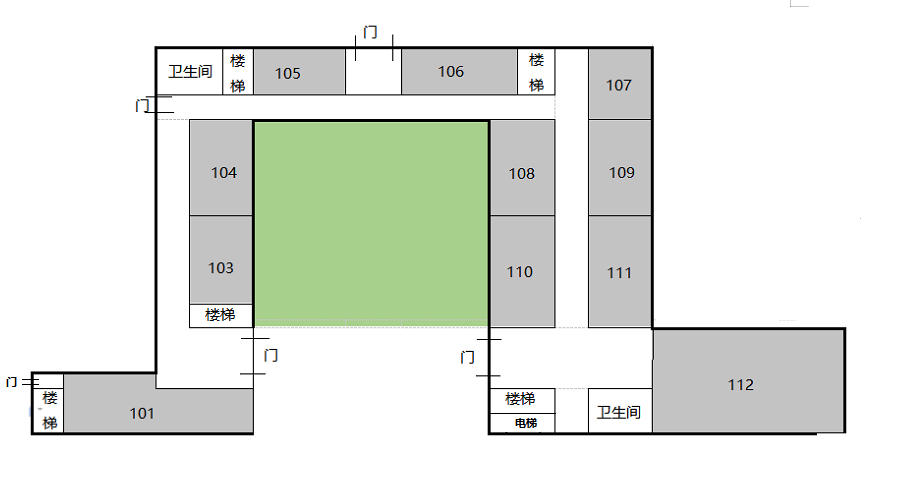 门
卫生间
楼
梯
105
106
楼
梯
107
门
104
108
109
103
110
111
楼梯
门
门
门
楼
梯
101
楼梯
电梯
卫生间
112